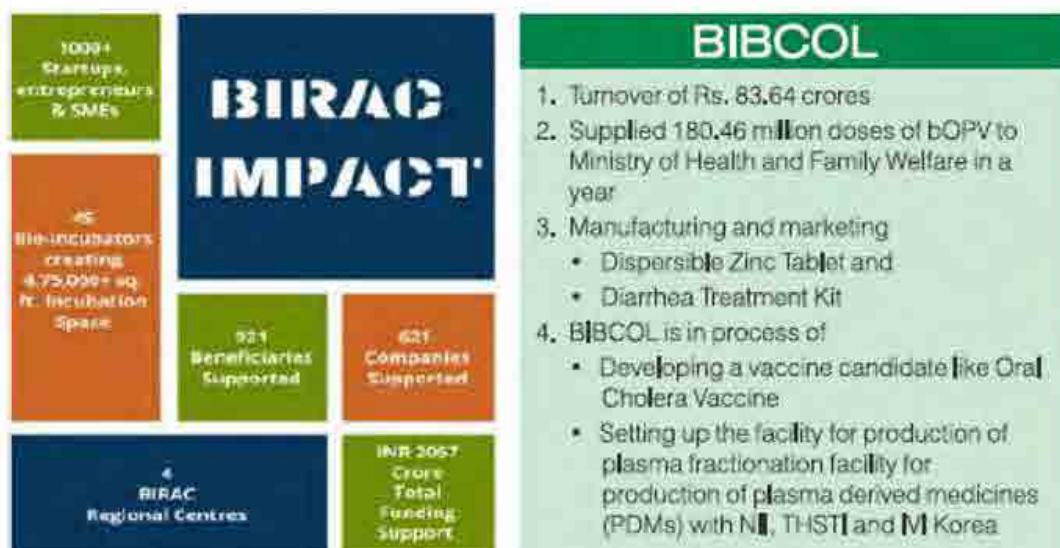 1000+
Startups,
entrepreneurs
& SMEs
BIRAC
IMPACT
45
Bio-incubators
creating
sq.
ft. Incubation
Space
Beneficiaries
Supported
621
Companies
Supported
4
BIRAC
Regional Centres
INR
Crore
Total
Funding
Support
BIBCOL
1. Turnover of Rs. 83.64 crores
2. Supplied 180.46 million doses of bOPV to
Ministry of Health and Family Welfare in a
year
3. Manufacturing and marketing
• Dispersible Zinc Tablet and
• Diarrhea Treatment Kit
4. BIBCOL is in process of
• Developing a vaccine candidate like Oral
Cholera Vaccine
• Setting up the facility for production of
plasma fractionation facility for
production of plasma derived medicines
(PDMs) with NII, THSTI and IVI Korea